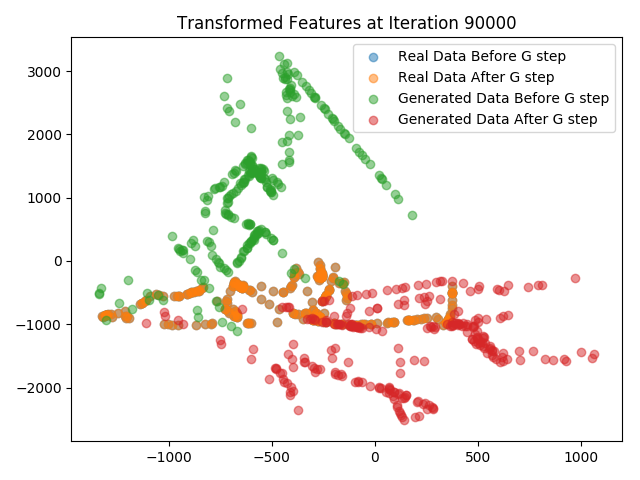 Transformed Features at Iteration 90000
Real Data Before G step
Real Data After G step
Generated Data Before G step
Generated Data After G step
3000
2000
1000
0
−1000
−2000
−1000
−500
0
500
1000